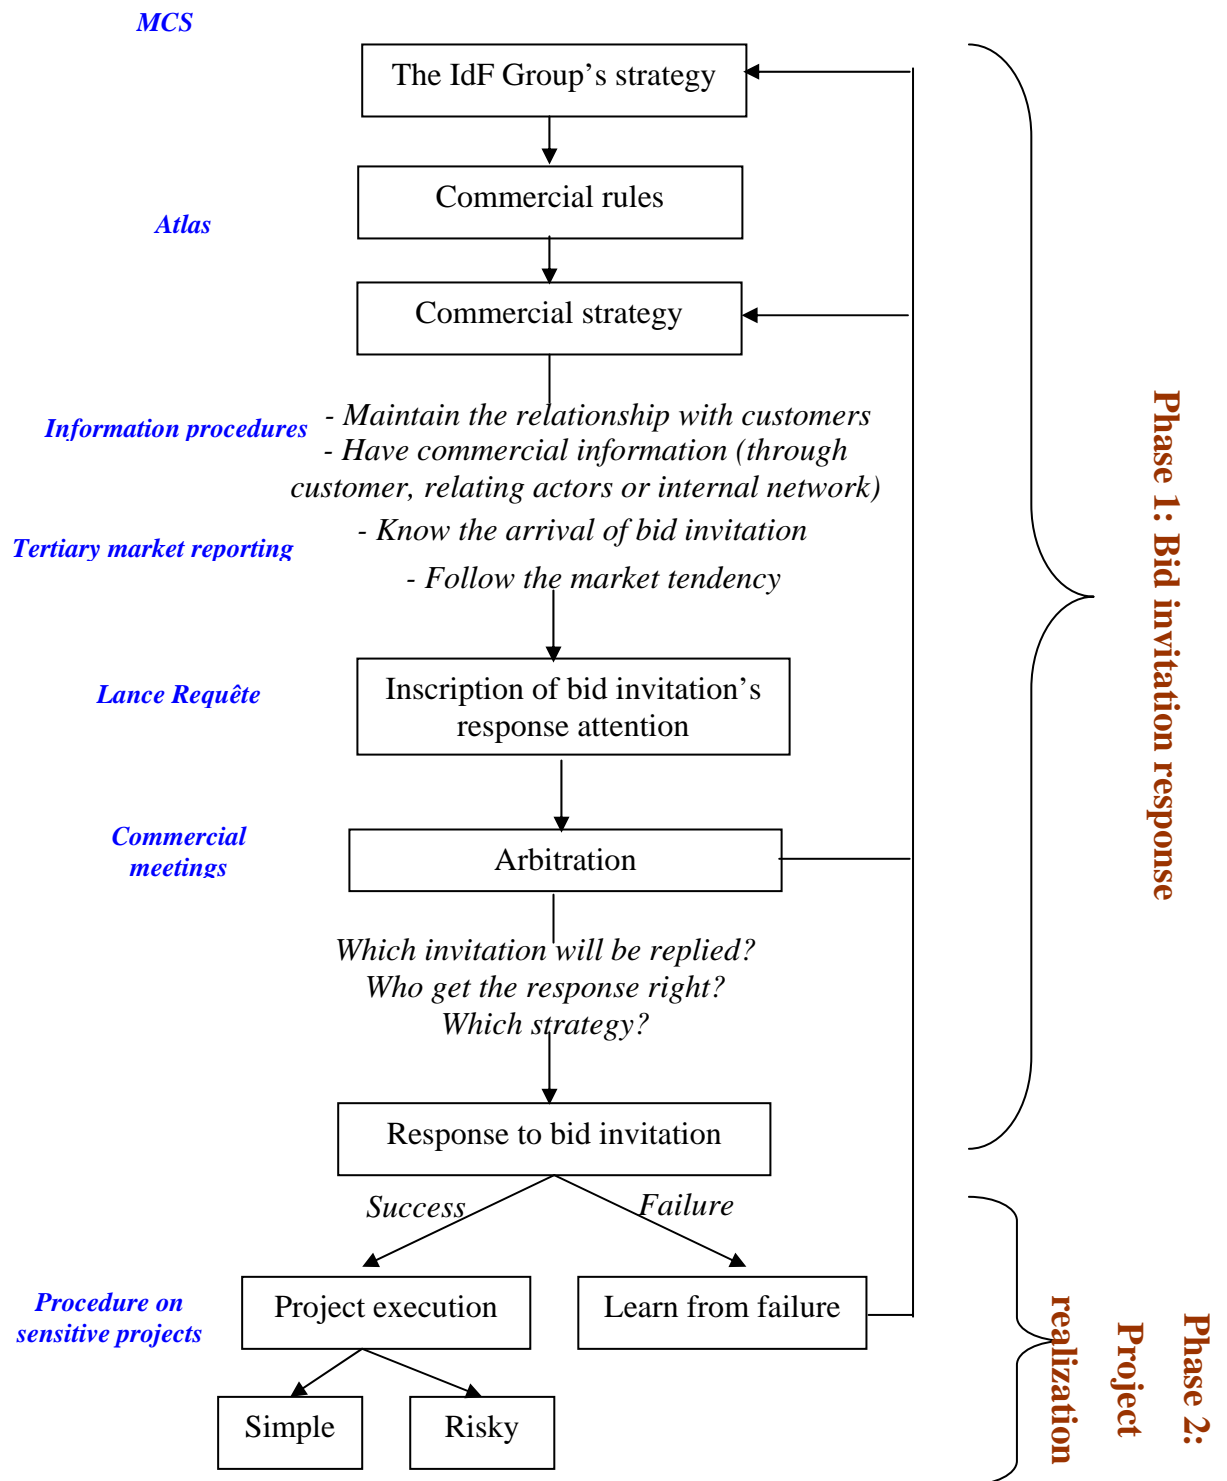 MCS
The IdF Group’s strategy
Commercial rules
Atlas
Commercial strategy
- Maintain the relationship with customers
Information procedures
- Have commercial information (through
customer, relating actors or internal network)
- Know the arrival of bid invitation
Tertiary market reporting
- Follow the market tendency
Inscription of bid invitation’s
response attention
Lance Requête
Commercial
meetings
Arbitration
Which invitation will be replied?
Who get the response right?
Which strategy?
Response to bid invitation
Success
Failure
Procedure on
sensitive projects
Project execution
Learn from failure
Simple
Risky
Phase 1: Bid invitation response
Phase 2:
Project
realization